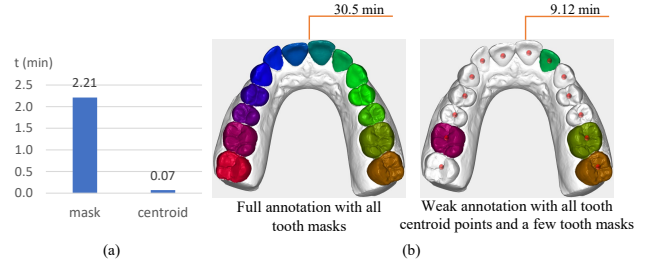 30.5 min
9.12 min
t (min)
2.5
2.0
1.5
1.0
0.5
0.0
2.21
0.07
mask
centroid
(a)
Full annotation with all
tooth masks
Weak annotation with all tooth
centroid points and a few tooth masks
(b)